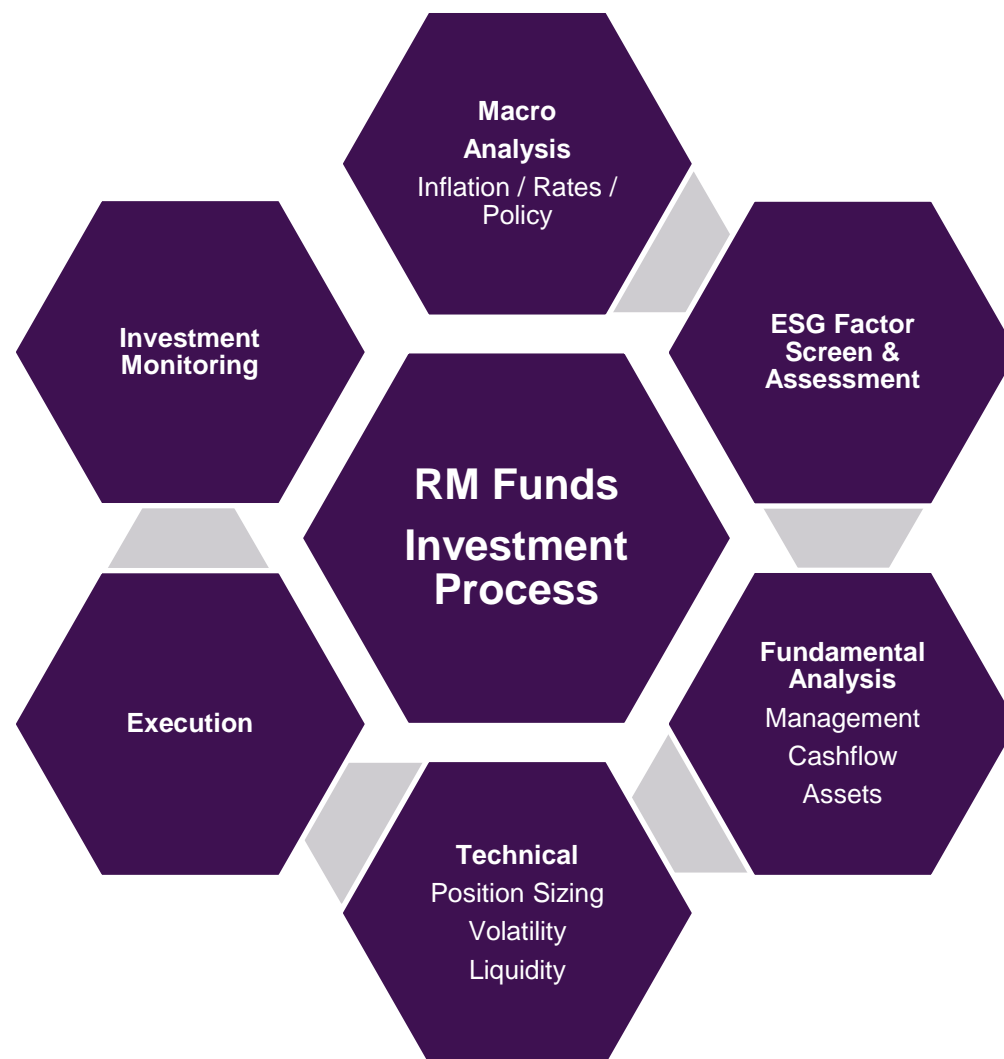 Macro
Analysis
Inflation / Rates /
Policy
ESG Factor
Screen &
Assessment
Fundamental
Analysis
Management
Cashflow
Assets
Technical
Position Sizing
Volatility
Liquidity
Execution
Investment
Monitoring
RM Funds
Investment
Process